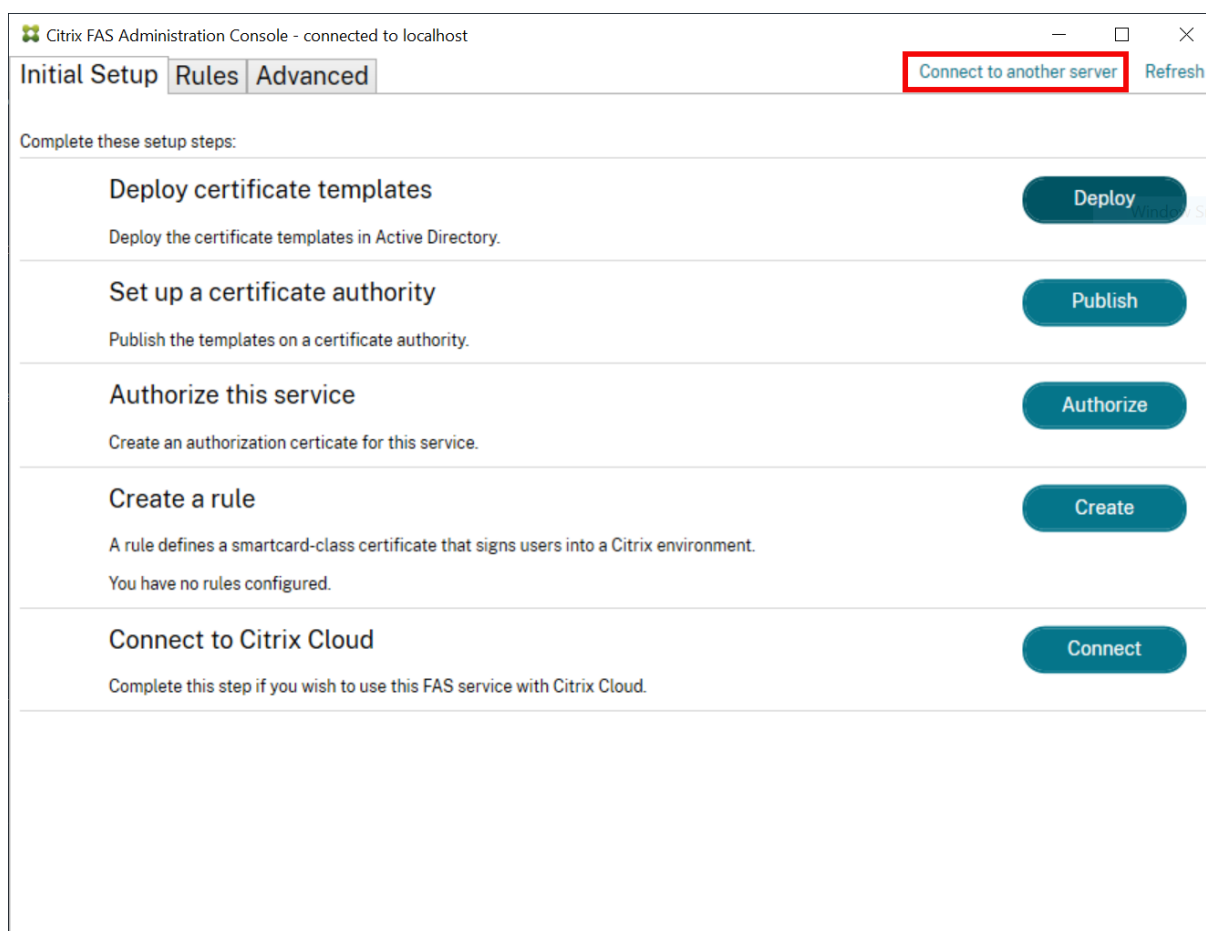 Citrix FAS Administration Console - connected to localhost
Initial Setup Rules Advanced Connect to another server Refresh
Complete these setup steps:
Deploy certificate templates
Deploy
Deploy the certificate templates in Active Directory.
Set up a certificate authority
Publish
Publish the templates on a certificate authority.
Authorize this service
Authorize
Create an authorization certicate for this service.
Create a rule
Create
A rule defines a smartcard-class certificate that signs users into a Citrix environment.
You have no rules configured.
Connect to Citrix Cloud
Connect
Complete this step if you wish to use this FAS service with Citrix Cloud.